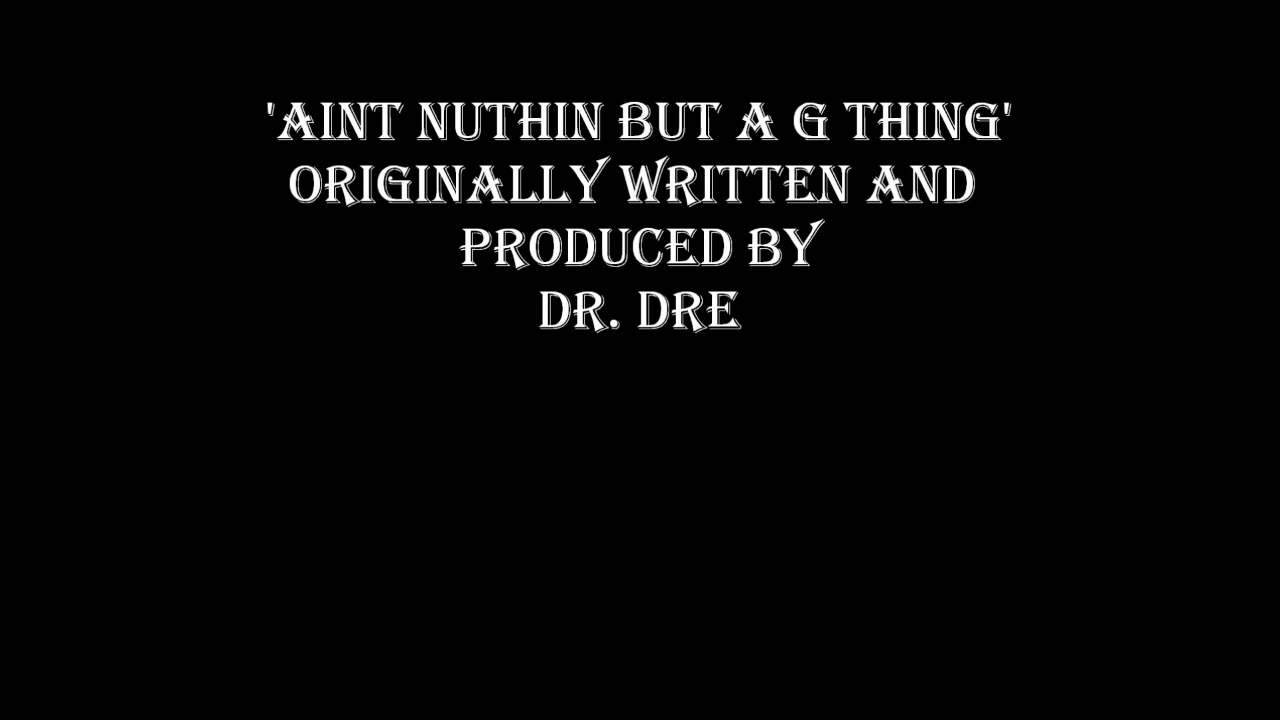 'AINT NUTHIN BUT A G THING'
ORIGINALLY WRITTEN AND
PRODUCED BY
DR. DRE